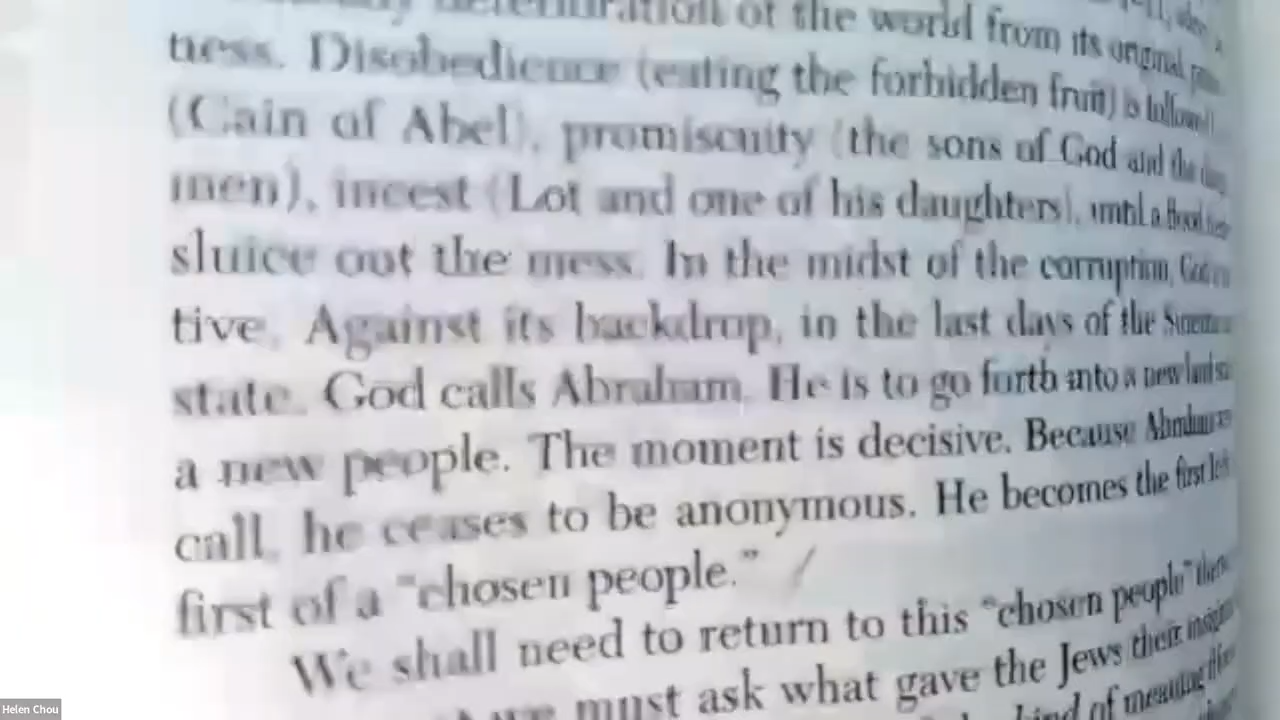 of the world from its original
ness. Disobedience (eating the forbidden fruit) is followed
(Cain of Abel), promiscuity (the sons of God and the
men), incest (Lot and one of his daughters), until a flood
sluice out the mess. In the midst of the corruption, God
tive. Against its backdrop, in the last days of the
state. God calls Abraham. He is to go forth into a new land
a new people. The moment is decisive. Because Abraham
call, he ceases to be anonymous. He becomes the first
first of a "chosen people."
We shall need to return to this "chosen people"
must ask what gave the Jews their
kind of meaning
Helen Chou